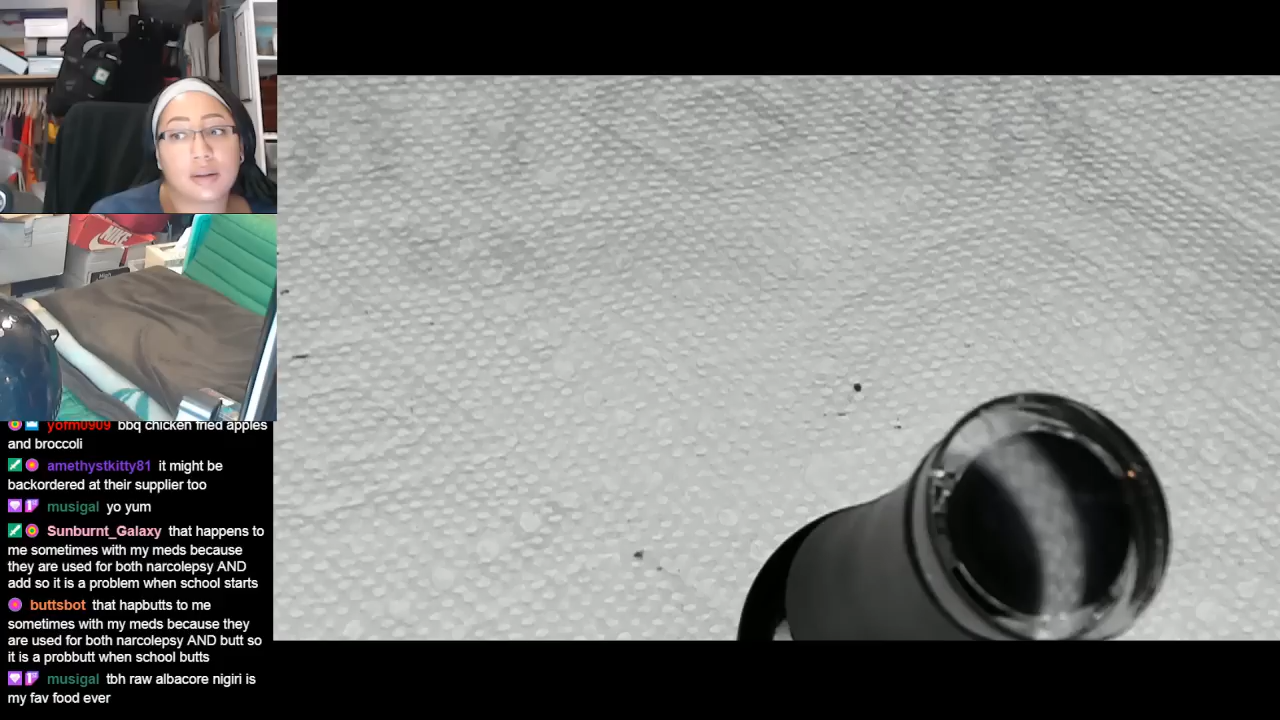 yofm0909 bbq chicken fried apples
and broccoli
amethystkitty81 it might be
backordered at their supplier too
musigal yo yum
Sunburnt_Galaxy that happens to
me sometimes with my meds because
they are used for both narcolepsy AND
add so it is a problem when school starts
buttsbot that hapbutts to me
sometimes with my meds because they
are used for both narcolepsy AND butt so
it is a probbutt when school butts
musigal tbh raw albacore nigiri is
my fav food ever